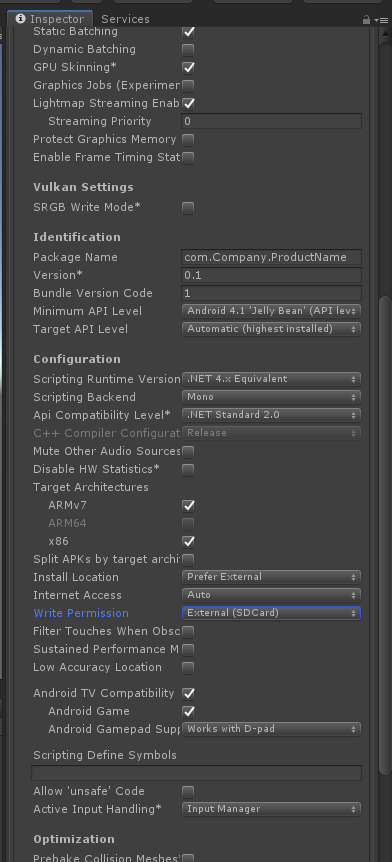 Inspector Services
Static Batching
Dynamic Batching
GPU Skinning*
Graphics Jobs (Experimen
Lightmap Streaming Enab
Streaming Priority 0
Protect Graphics Memory
Enable Frame Timing Stat
Vulkan Settings
SRGB Write Mode*
Identification
Package Name com.Company.ProductName
Version* 0.1
Bundle Version Code 1
Minimum API Level Android 4.1 'Jelly Bean' (API leve
Target API Level Automatic (highest installed)
Configuration
Scripting Runtime Version Equivalent .NET 4.x Equivalent
Scripting Backend Mono
Api Compatibility Level* .NET Standard 2.0
C++ Compiler Configurat Release
Mute Other Audio Sources
Disable HW Statistics*
Target Architectures
ARMv7
ARM64
x86
Split APKs by target archi
Install Location Prefer External
Internet Access Auto
Write Permission External (SDCard)
Filter Touches When Obsc
Sustained Performance M
Low Accuracy Location
Android TV Compatibility
Android Game
Android Gamepad Supp Works with D-pad
Scripting Define Symbols
Allow 'unsafe' Code
Active Input Handling* Input Manager
Optimization
Prebake Collision Meshes*